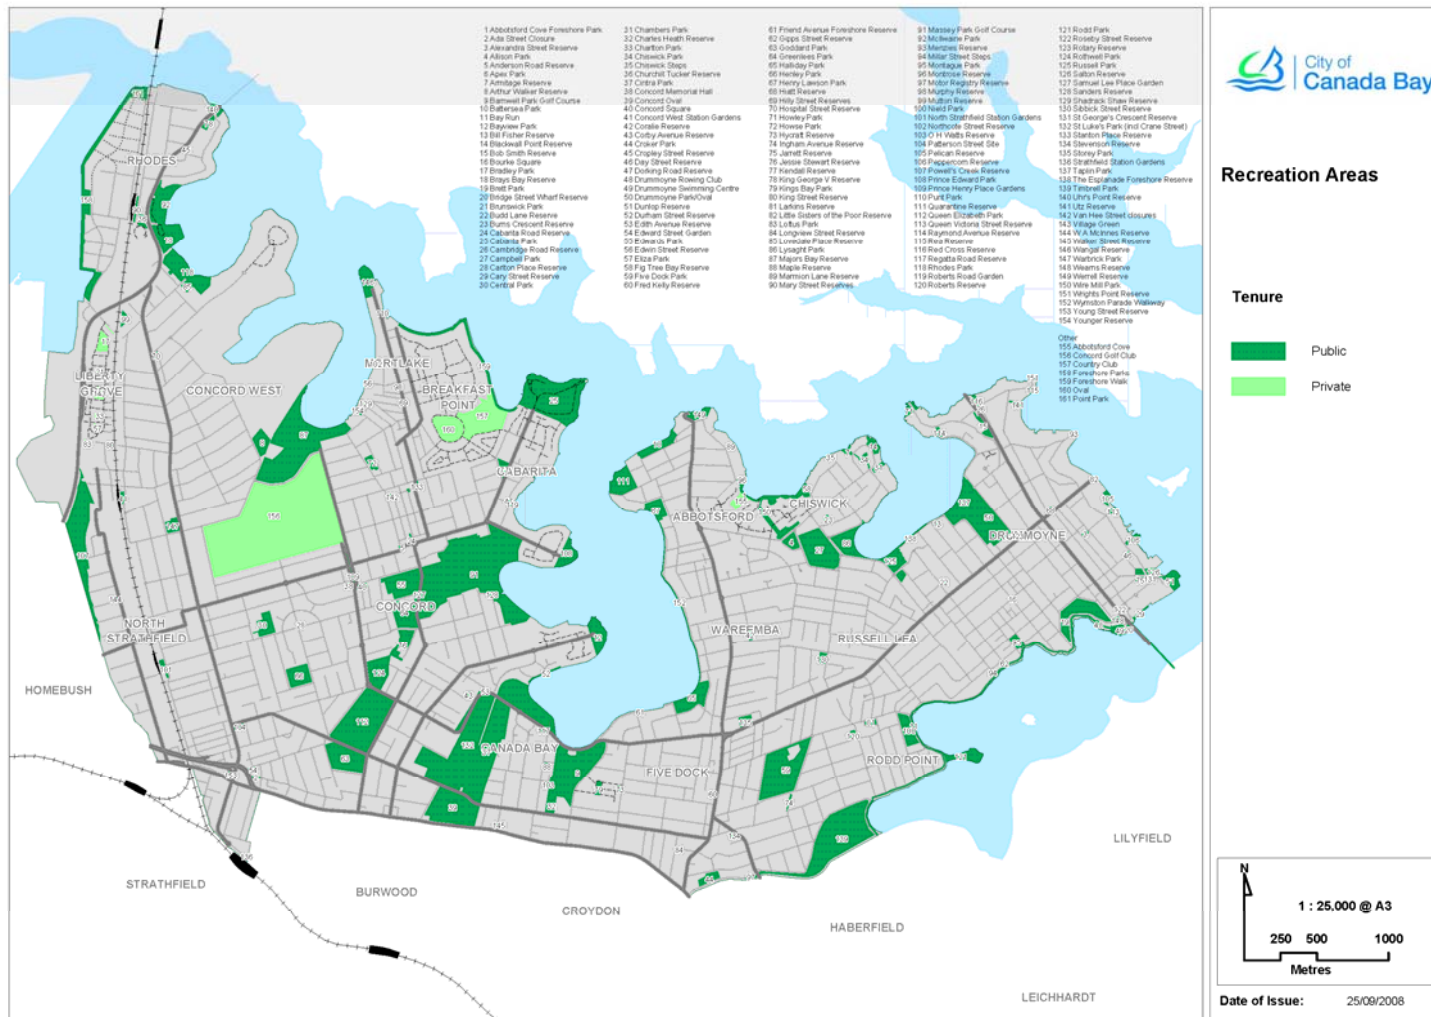 1 Abbotsford Cove Foreshore Park
2 Ada Street Closure
3 Alexandra Street Reserve
4 Allison Park
5 Anderson Road Reserve
6 Apex Park
7 Armitage Reserve
8 Arthur Walker Reserve
9 Barnwell Park Golf Course
10 Battersea Park
11 Bay Run
12 Bayview Park
13 Bill Fisher Reserve
14 Blackwall Point Reserve
15 Bob Smith Reserve
16 Bourke Square
17 Bradley Park
18 Brays Bay Reserve
19 Brett Park
20 Bridge Street Wharf Reserve
21 Brunswick Park
22 Budd Lane Reserve
23 Burns Crescent Reserve
24 Cabarita Road Reserve
25 Cabarita Park
26 Cambridge Road Reserve
27 Campbell Park
28 Carlton Place Reserve
29 Cary Street Reserve
30 Central Park
31 Chambers Park
32 Charles Heath Reserve
33 Charlton Park
34 Chiswick Park
35 Chiswick Steps
36 Churchill Tucker Reserve
37 Cintra Park
38 Concord Memorial Hall
39 Concord Oval
40 Concord Square
41 Concord West Station Gardens
42 Coralie Reserve
43 Corby Avenue Reserve
44 Croker Park
45 Cropley Street Reserve
46 Day Street Reserve
47 Dorking Road Reserve
48 Drummoyne Rowing Club
49 Drummoyne Swimming Centre
50 Drummoyne Park/Oval
51 Dunlop Reserve
52 Durham Street Reserve
53 Edith Avenue Reserve
54 Edward Street Garden
55 Edwards Park
56 Edwin Street Reserve
57 Eliza Park
58 Fig Tree Bay Reserve
59 Five Dock Park
60 Fred Kelly Reserve
61 Friend Avenue Foreshore Reserve
62 Gipps Street Reserve
63 Goddard Park
64 Greenlees Park
65 Halliday Park
66 Henley Park
67 Henry Lawson Park
68 Hiatt Reserve
69 Hilly Street Reserves
70 Hospital Street Reserve
71 Howley Park
72 Howse Park
73 Hycraft Reserve
74 Ingham Avenue Reserve
75 Jarrett Reserve
76 Jesse Stewart Reserve
77 Kendall Reserve
78 King George V Reserve
79 Kings Bay Park
80 King Street Reserve
81 Larkins Reserve
82 Little Sisters of the Poor Reserve
83 Loftus Park
84 Longview Street Reserve
85 Lovedale Place Reserve
86 Lysaght Park
87 Majors Bay Reserve
88 Maple Reserve
89 Marmion Lane Reserve
90 Mary Street Reserves
91 Massey Park Golf Course
92 McIlwaine Park
93 Menzies Reserve
94 Millar Street Steps
95 Montague Park
96 Montrose Reserve
97 Motor Registry Reserve
98 Murphy Reserve
99 Mutton Reserve
100 Nield Park
101 North Strathfield Station Gardens
102 Northcote Street Reserve
103 O H Watts Reserve
104 Patterson Street Site
105 Pelican Reserve
106 Peppercorn Reserve
107 Powell's Creek Reserve
108 Prince Edward Park
109 Prince Henry Place Gardens
110 Punt Park
111 Quarantine Reserve
112 Queen Elizabeth Park
113 Queen Victoria Street Reserve
114 Raymond Avenue Reserve
115 Rea Reserve
116 Red Cross Reserve
117 Regatta Road Reserve
118 Rhodes Park
119 Roberts Road Garden
120 Roberts Reserve
121 Rodd Park
122 Roseby Street Reserve
123 Rotary Reserve
124 Rothwell Park
125 Russell Park
126 Salton Reserve
127 Samuel Lee Place Garden
128 Sanders Reserve
129 Shadrack Shaw Reserve
130 Sibbick Street Reserve
131 St George's Crescent Reserve
132 St Luke's Park (incl Crane Street)
133 Stanton Place Reserve
134 Stevenson Reserve
135 Storey Park
136 Strathfield Station Gardens
137 Taplin Park
138 The Esplanade Foreshore Reserve
139 Timbrell Park
140 Uhr's Point Reserve
141 Utz Reserve
142 Van Hee Street closures
143 Village Green
144 W A McInnes Reserve
145 Walker Street Reserve
146 Wangal Reserve
147 Warbrick Park
148 Wearns Reserve
149 Werrell Reserve
150 Wire Mill Park
151 Wrights Point Reserve
152 Wymston Parade Walkway
153 Young Street Reserve
154 Younger Reserve
Other
155 Abbotsford Cove
156 Concord Golf Club
157 Country Club
158 Foreshore Parks
159 Foreshore Walk
160 Oval
161 Point Park
City of
Canada Bay
Recreation Areas
Tenure
Public
Private
RHODES
LIBERTY
GROVE
CONCORD WEST
MORTLAKE
BREAKFAST
POINT
CABARITA
ABBOTSFORD
CHISWICK
DRUMMOYNE
CONCORD
NORTH
STRATHFIELD
WAREEMBA
RUSSELL LEA
HOMEBUSH
CANADA BAY
FIVE DOCK
RODD POINT
LILYFIELD
STRATHFIELD
BURWOOD
CROYDON
HABERFIELD
LEICHHARDT
N
1 : 25,000 @ A3
250 500 1000
Metres
Date of Issue: 25/09/2008